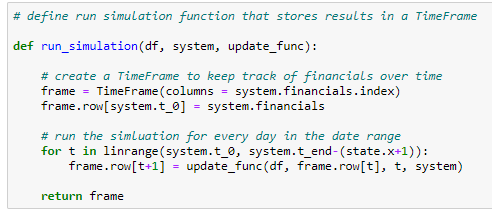 # define run simulation function that stores results in a TimeFrame
def run_simulation(df, system, update_func):
# create a TimeFrame to keep track of financials over time
frame = TimeFrame(columns = system.financials.index)
frame.row[system.t_0] = system.financials
# run the simluation for every day in the date range
for t in linrange(system.t_0, system.t_end-(state.x+1)):
frame.row[t+1] = update_func(df, frame.row[t], t, system)
return frame